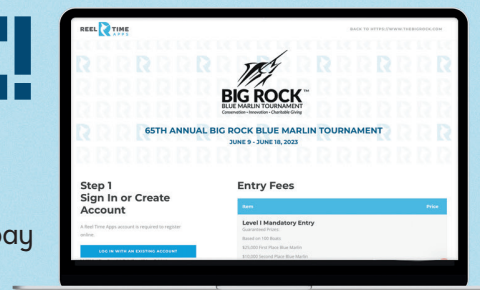 REEL TIME
APPS
BACK TO HTTPS://WWW.THEBIGROCK.COM
BIG ROCK™
BLUE MARLIN TOURNAMENT
Conservation • Innovation • Charitable Giving
65TH ANNUAL BIG ROCK BLUE MARLIN TOURNAMENT
JUNE 9 - JUNE 18, 2023
Step 1
Sign In or Create
Account
A Reel Time Apps account is required to register
online.
LOG IN WITH AN EXISTING ACCOUNT
Entry Fees
Item Price
Level I Mandatory Entry
Guaranteed Prizes
Based on 100 Boats
$25,000 First Place Blue Marlin
$10,000 Second Place Blue Marlin